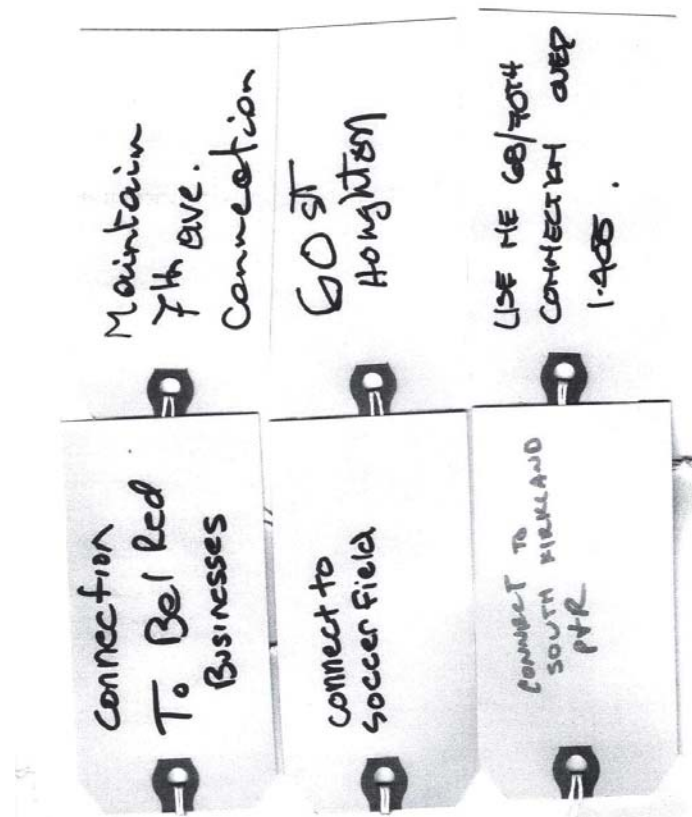 Maintain
7th ave.
Connection
60 ST
Houghton
USE NE 68/70TH
CONNECTION OVER
I-405.
Connection
To Bel Red
Businesses
connect to
soccer field
CONNECT TO
SOUTH KIRKLAND
P+R